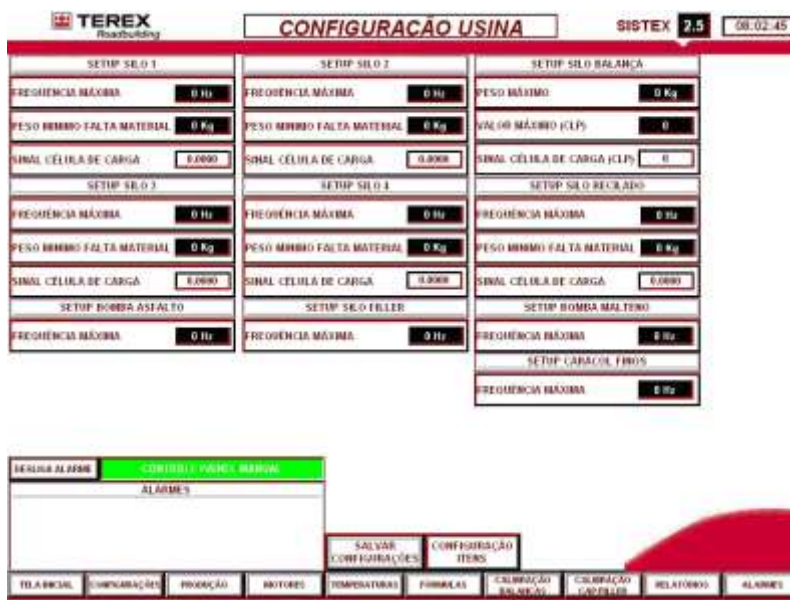 TEREX
Roadbuilding
CONFIGURAÇÃO USINA
SISTEX 2.5 08:02:45
SETUP SILO 1
FREQUÊNCIA MÁXIMA 0 Hz
PESO MINIMO FALTA MATERIAL 0 Kg
SINAL CÉLULA DE CARGA 0.0000
SETUP SILO 2
FREQUÊNCIA MÁXIMA 0 Hz
PESO MINIMO FALTA MATERIAL 0 Kg
SINAL CÉLULA DE CARGA 0.0000
SETUP SILO BALANÇA
PESO MÁXIMO 0 Kg
VALOR MÁXIMO (CLP) 0
SINAL CÉLULA DE CARGA (CLP) 0
SETUP SILO 3
FREQUÊNCIA MÁXIMA 0 Hz
PESO MINIMO FALTA MATERIAL 0 Kg
SINAL CÉLULA DE CARGA 0.0000
SETUP SILO 4
FREQUÊNCIA MÁXIMA 0 Hz
PESO MINIMO FALTA MATERIAL 0 Kg
SINAL CÉLULA DE CARGA 0.0000
SETUP SILO RECILADO
FREQUÊNCIA MÁXIMA 0 Hz
PESO MINIMO FALTA MATERIAL 0 Kg
SINAL CÉLULA DE CARGA 0.0000
SETUP BOMBA ASFALTO
FREQUÊNCIA MÁXIMA 0 Hz
SETUP SILO FILLER
FREQUÊNCIA MÁXIMA 0 Hz
SETUP BOMBA MALTENO
FREQUÊNCIA MÁXIMA 0 Hz
SETUP CARACOL FINOS
FREQUÊNCIA MÁXIMA 0 Hz
DESLIGA ALARME
CONTROLE PAINEL MANUAL
ALARMES
SALVAR
CONFIGURAÇÕES
CONFIGURAÇÃO
ITENS
TELA INICIAL
CONFIGURAÇÕES
PRODUÇÃO
MOTORES
TEMPERATURAS
FORMULAS
CALIBRAÇÃO
BALANÇAS
CALIBRAÇÃO
CAP/FILLER
RELATÓRIOS
ALARMES